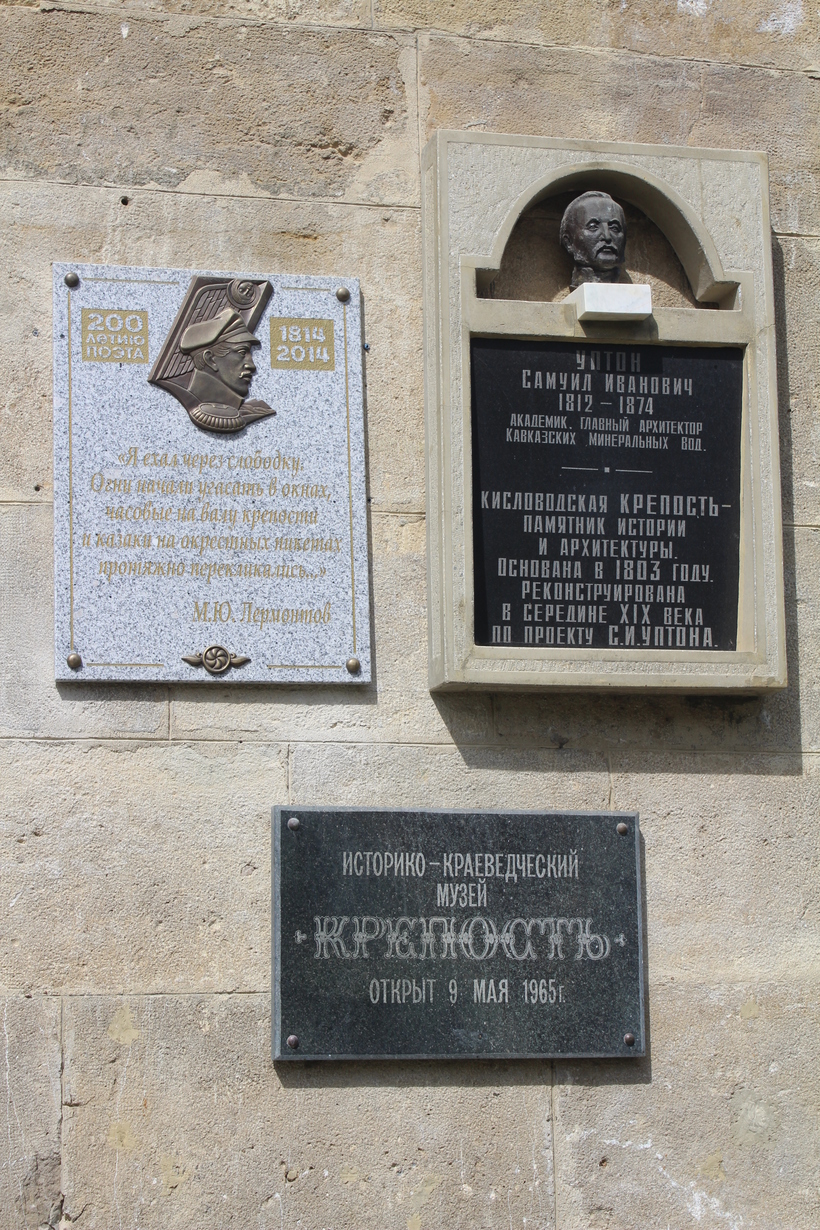 200
ЛЕТИЮ
ПОЭТА
1814
2014
«Я ехал через слободку.
Огни начали угасать в окнах,
часовые на валу крепости
и казаки на окрестных пикетах
протяжно перекликались...»
М.Ю. Лермонтов
УПТОН
САМУИЛ ИВАНОВИЧ
1812 – 1874
АКАДЕМИК, ГЛАВНЫЙ АРХИТЕКТОР
КАВКАЗСКИХ МИНЕРАЛЬНЫХ ВОД.
КИСЛОВОДСКАЯ КРЕПОСТЬ–
ПАМЯТНИК ИСТОРИИ
И АРХИТЕКТУРЫ.
ОСНОВАНА В 1803 ГОДУ.
РЕКОНСТРУИРОВАНА
В СЕРЕДИНЕ XIX ВЕКА
ПО ПРОЕКТУ С.И.УПТОНА.
ИСТОРИКО–КРАЕВЕДЧЕСКИЙ
МУЗЕЙ
КРЕПОСТЬ
ОТКРЫТ 9 МАЯ 1965г.